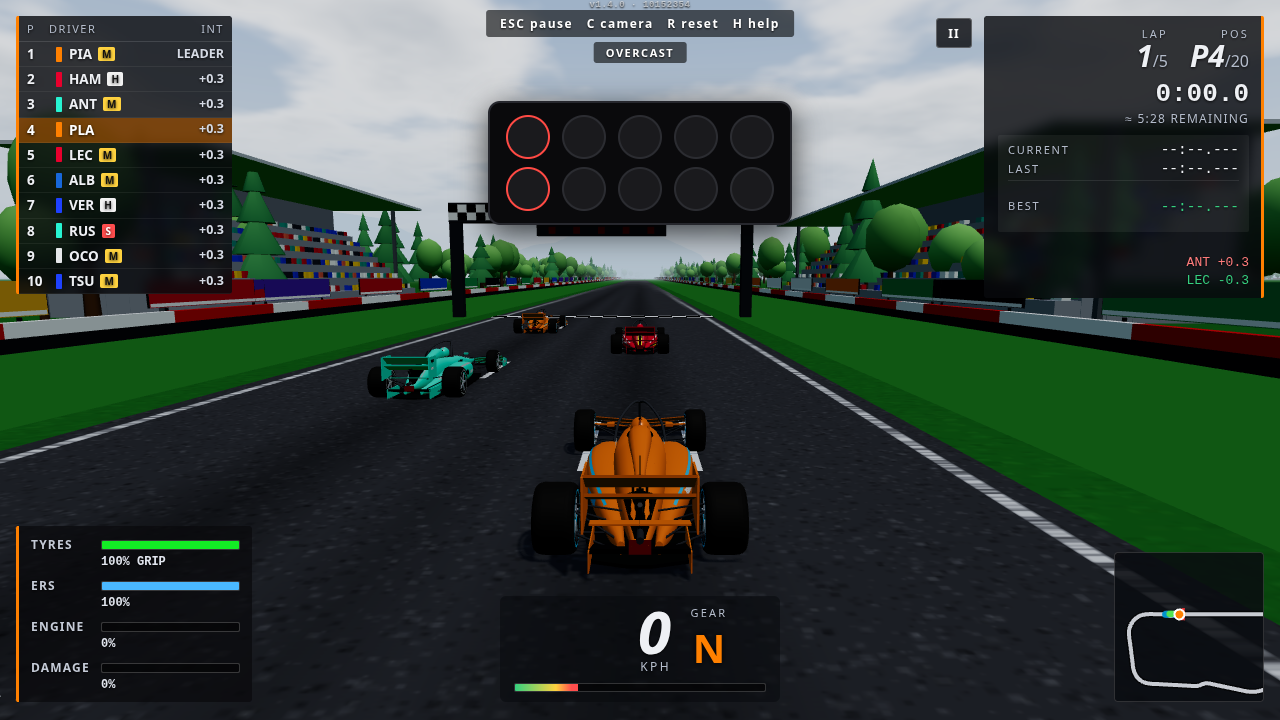 v1.4.0 - 18152354
ESC pause C camera R reset H help
OVERCAST
II
P DRIVER INT
1 PIA M LEADER
2 HAM H +0.3
3 ANT M +0.3
4 PLA +0.3
5 LEC M +0.3
6 ALB M +0.3
7 VER H +0.3
8 RUS S +0.3
9 OCO M +0.3
10 TSU M +0.3
LAP POS
1/5 P4/20
0:00.0
≈ 5:28 REMAINING
CURRENT --:--.---
LAST --:--.---
BEST --:--.---
ANT +0.3
LEC -0.3
TYRES
100% GRIP
ERS
100%
ENGINE
0%
DAMAGE
0%
0 KPH
GEAR N